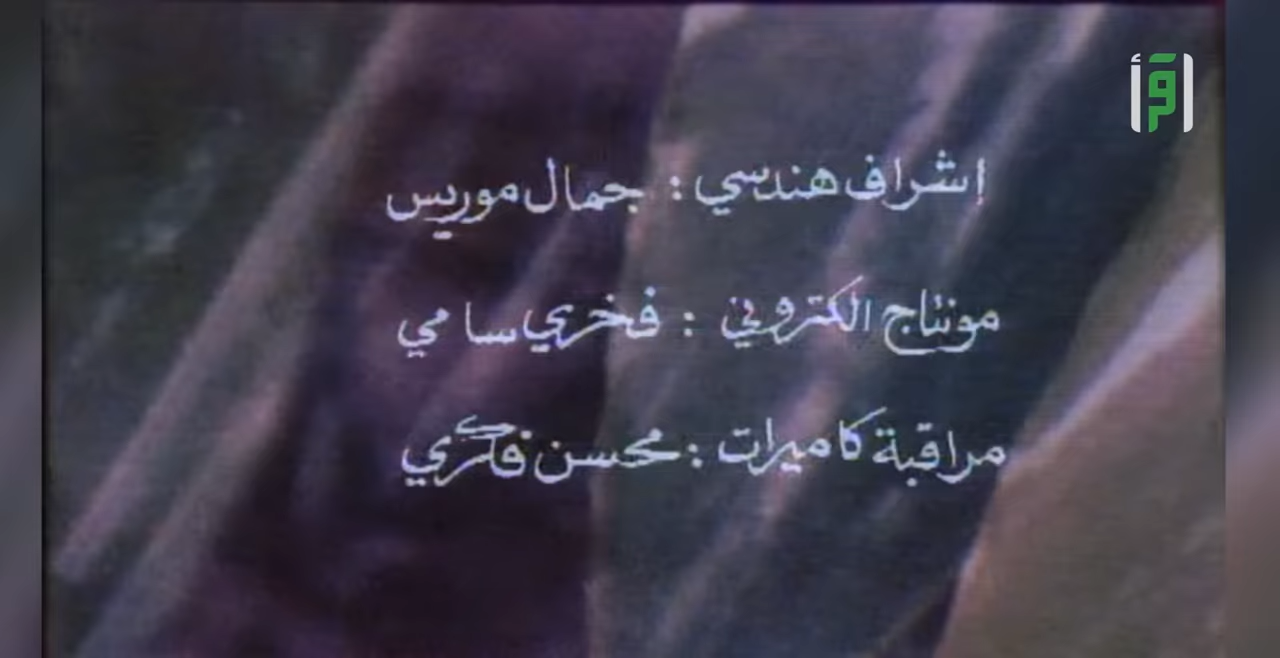 اقرأ
إشراف هندسي : جمال موريس
مونتاج الكتروني : فخري سامي
مراقبة كاميرات : محسن فكري